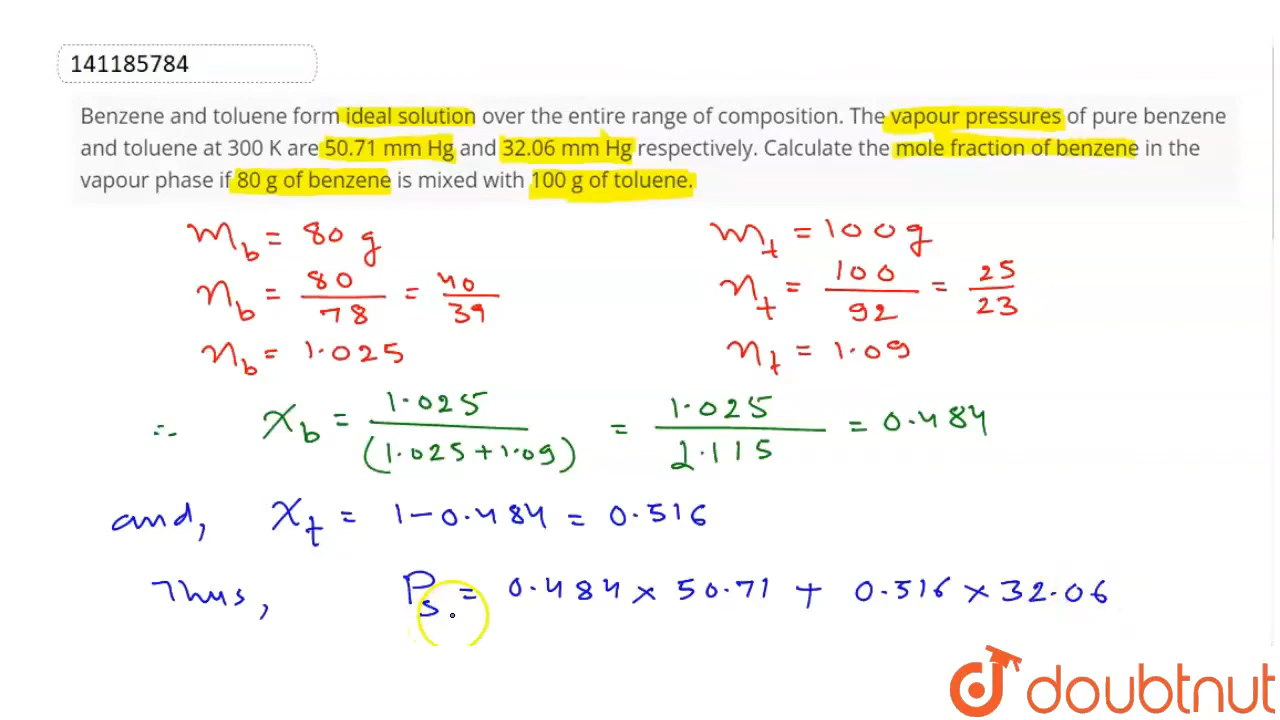 141185784
Benzene and toluene form ideal solution over the entire range of composition. The vapour pressures of pure benzene
and toluene at 300 K are 50.71 mm Hg and 32.06 mm Hg respectively. Calculate the mole fraction of benzene in the
vapour phase if 80 g of benzene is mixed with 100 g of toluene.
m_b = 80 g
n_b = 80/78 = 40/39
n_b = 1.025
m_t = 100g
n_t = 100/92 = 25/23
n_t = 1.09
∴ x_b = 1.025/(1.025+1.09) = 1.025/2.115 = 0.484
and, x_t = 1-0.484 = 0.516
Thus, P_s = 0.484 × 50.71 + 0.516 × 32.06
doubtnut